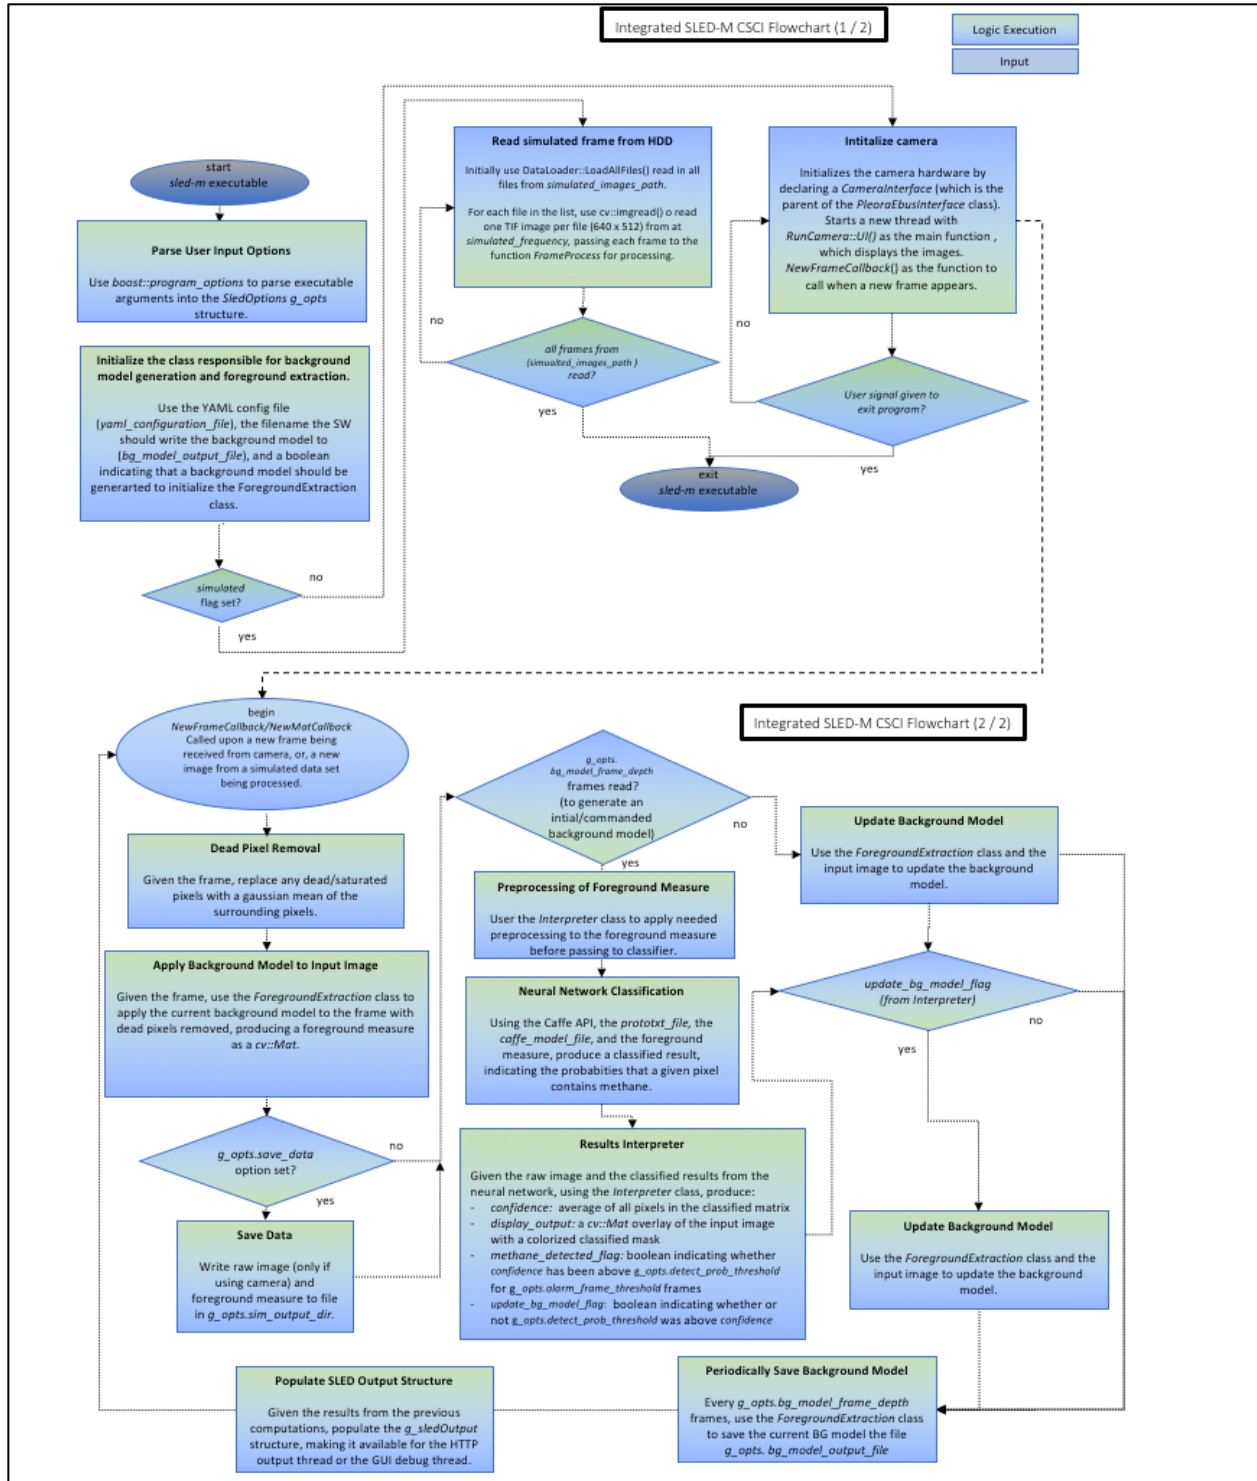 Integrated SLED-M CSCI Flowchart (1 / 2)
Logic Execution
Input
start
sled-m executable
Parse User Input Options
Use boost::program_options to parse executable
arguments into the SledOptions g_opts
structure.
Initialize the class responsible for background
model generation and foreground extraction.
Use the YAML config file
(yaml_configuration_file), the filename the SW
should write the background model to
(bg_model_output_file), and a boolean
indicating that a background model should be
generarted to initialize the ForegroundExtraction
class.
simulated
flag set?
no
yes
Read simulated frame from HDD
Initially use DataLoader::LoadAllFiles() read in all
files from simulated_images_path.
For each file in the list, use cv::imgread() o read
one TIF image per file (640 x 512) from at
simulated_frequency, passing each frame to the
function FrameProcess for processing.
no
all frames from
(simualted_images_path )
read?
yes
Intitalize camera
Initializes the camera hardware by
declaring a CameraInterface (which is the
parent of the PleoraEbusInterface class).
Starts a new thread with
RunCamera::UI() as the main function ,
which displays the images.
NewFrameCallback() as the function to
call when a new frame appears.
no
User signal given to
exit program?
yes
exit
sled-m executable
Integrated SLED-M CSCI Flowchart (2 / 2)
begin
NewFrameCallback/NewMatCallback
Called upon a new frame being
received from camera, or, a new
image from a simulated data set
being processed.
Dead Pixel Removal
Given the frame, replace any dead/saturated
pixels with a gaussian mean of the
surrounding pixels.
Apply Background Model to Input Image
Given the frame, use the ForegroundExtraction class to
apply the current background model to the frame with
dead pixels removed, producing a foreground measure
as a cv::Mat.
g_opts.save_data
option set?
no
yes
Save Data
Write raw image (only if
using camera) and
foreground measure to file
in g_opts.sim_output_dir.
g_opts.
bg_model_frame_depth
frames read?
(to generate an
intial/commanded
background model)
no
yes
Preprocessing of Foreground Measure
User the Interpreter class to apply needed
preprocessing to the foreground measure
before passing to classifier.
Neural Network Classification
Using the Caffe API, the prototxt_file, the
caffe_model_file, and the foreground
measure, produce a classified result,
indicating the probabities that a given pixel
contains methane.
Results Interpreter
Given the raw image and the classified results from the
neural network, using the Interpreter class, produce:
- confidence: average of all pixels in the classified matrix
- display_output: a cv::Mat overlay of the input image
with a colorized classified mask
- methane_detected_flag: boolean indicating whether
confidence has been above g_opts.detect_prob_threshold
for g_opts.alarm_frame_threshold frames
- update_bg_model_flag: boolean indicating whether or
not g_opts.detect_prob_threshold was above confidence
Update Background Model
Use the ForegroundExtraction class and the
input image to update the background
model.
update_bg_model_flag
(from Interpreter)
no
yes
Update Background Model
Use the ForegroundExtraction class and the
input image to update the background
model.
Periodically Save Background Model
Every g_opts.bg_model_frame_depth
frames, use the ForegroundExtraction class
to save the current BG model the file
g_opts. bg_model_output_file
Populate SLED Output Structure
Given the results from the previous
computations, populate the g_sledOutput
structure, making it available for the HTTP
output thread or the GUI debug thread.